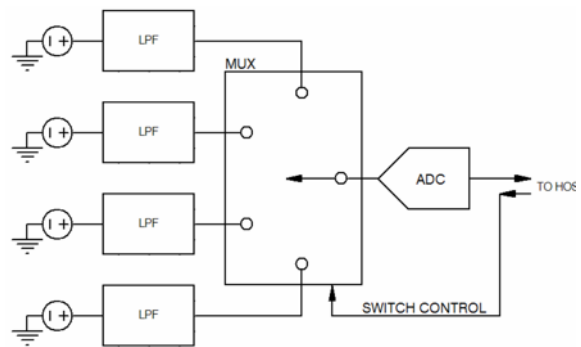 LPF
MUX
LPF
ADC
TO HOS
LPF
SWITCH CONTROL
LPF